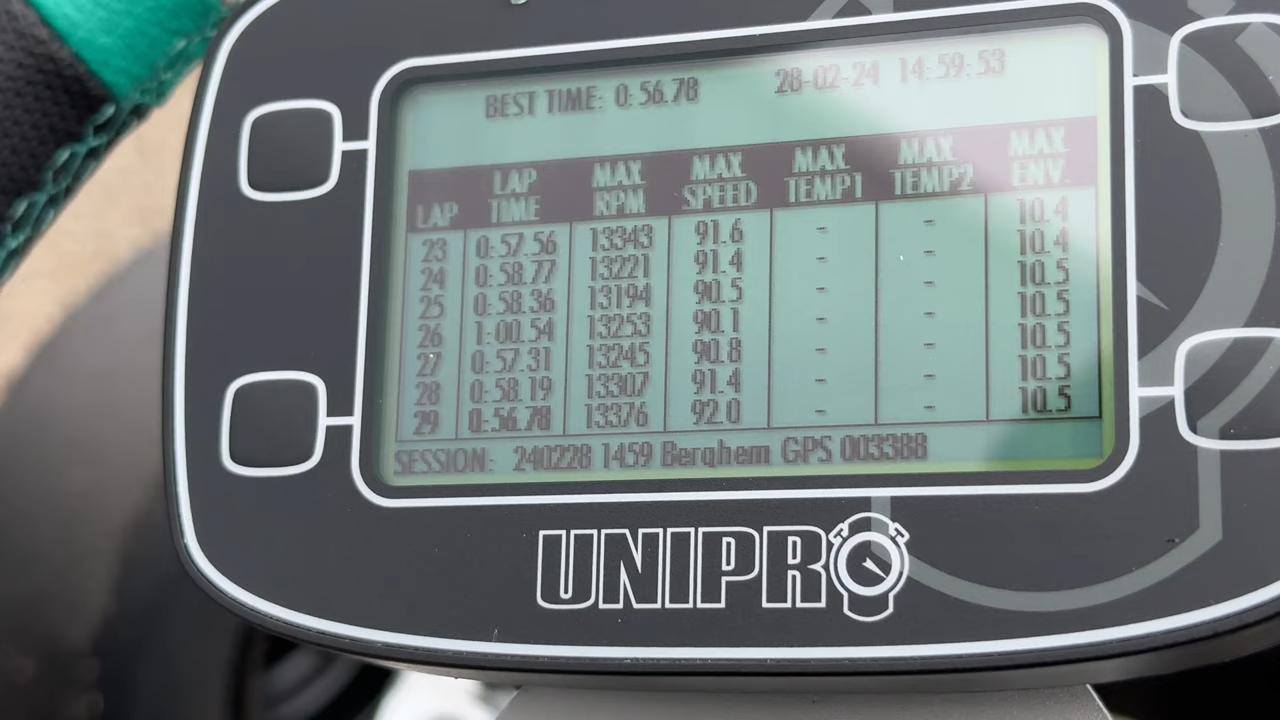 BEST TIME: 0:56.78 28-02-24 14:59:53
LAP LAP TIME MAX RPM MAX SPEED MAX TEMP1 MAX TEMP2 MAX ENV.
23 0:57.56 13343 91.6 - - 10.4
24 0:58.77 13221 91.4 - - 10.4
25 0:58.36 13194 90.5 - - 10.5
26 1:00.54 13253 90.1 - - 10.5
27 0:57.31 13245 90.8 - - 10.5
28 0:58.19 13307 91.4 - - 10.5
29 0:56.78 13376 92.0 - - 10.5
SESSION: 240228 1459 Berghem GPS 003388
UNIPRO